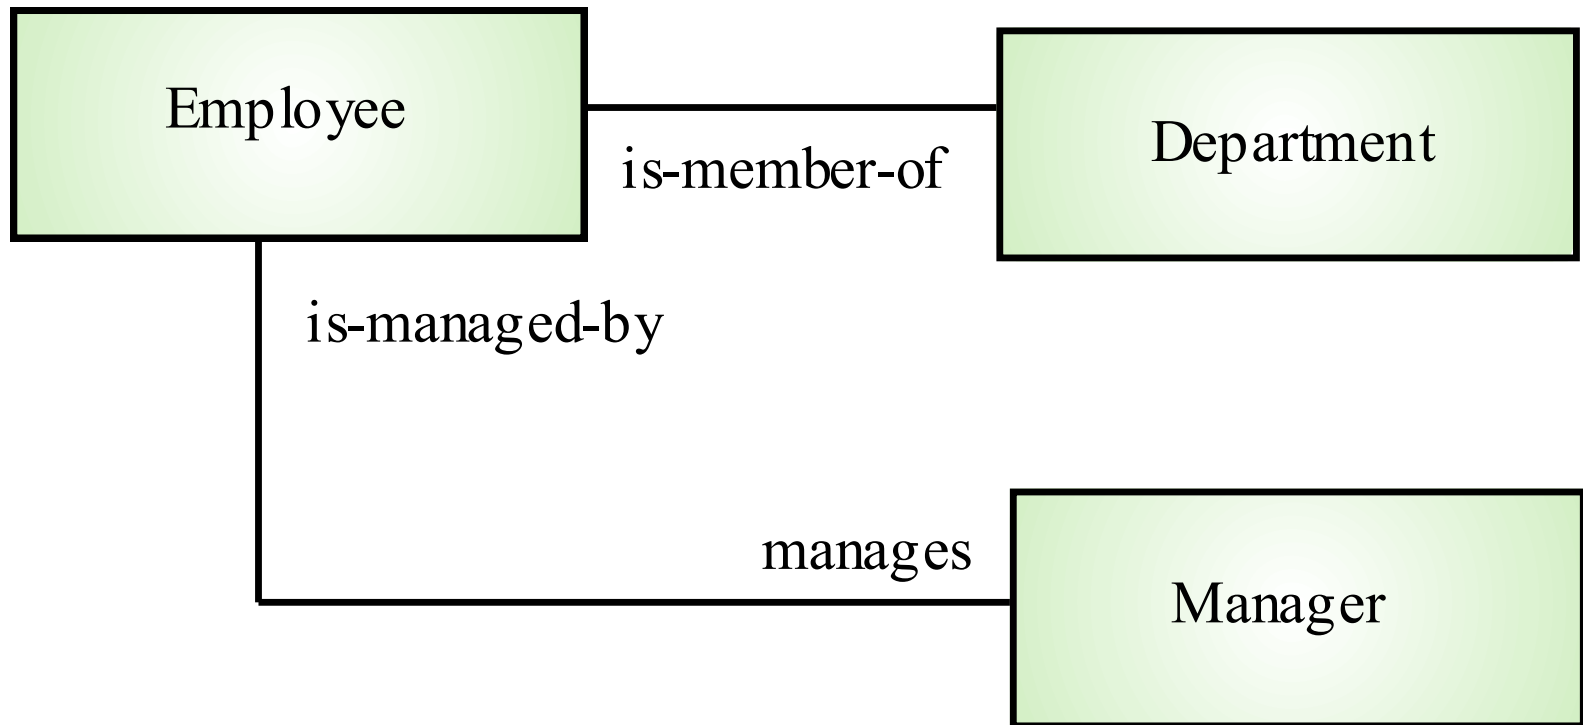 Employee
Department
is-member-of
is-managed-by
manages
Manager